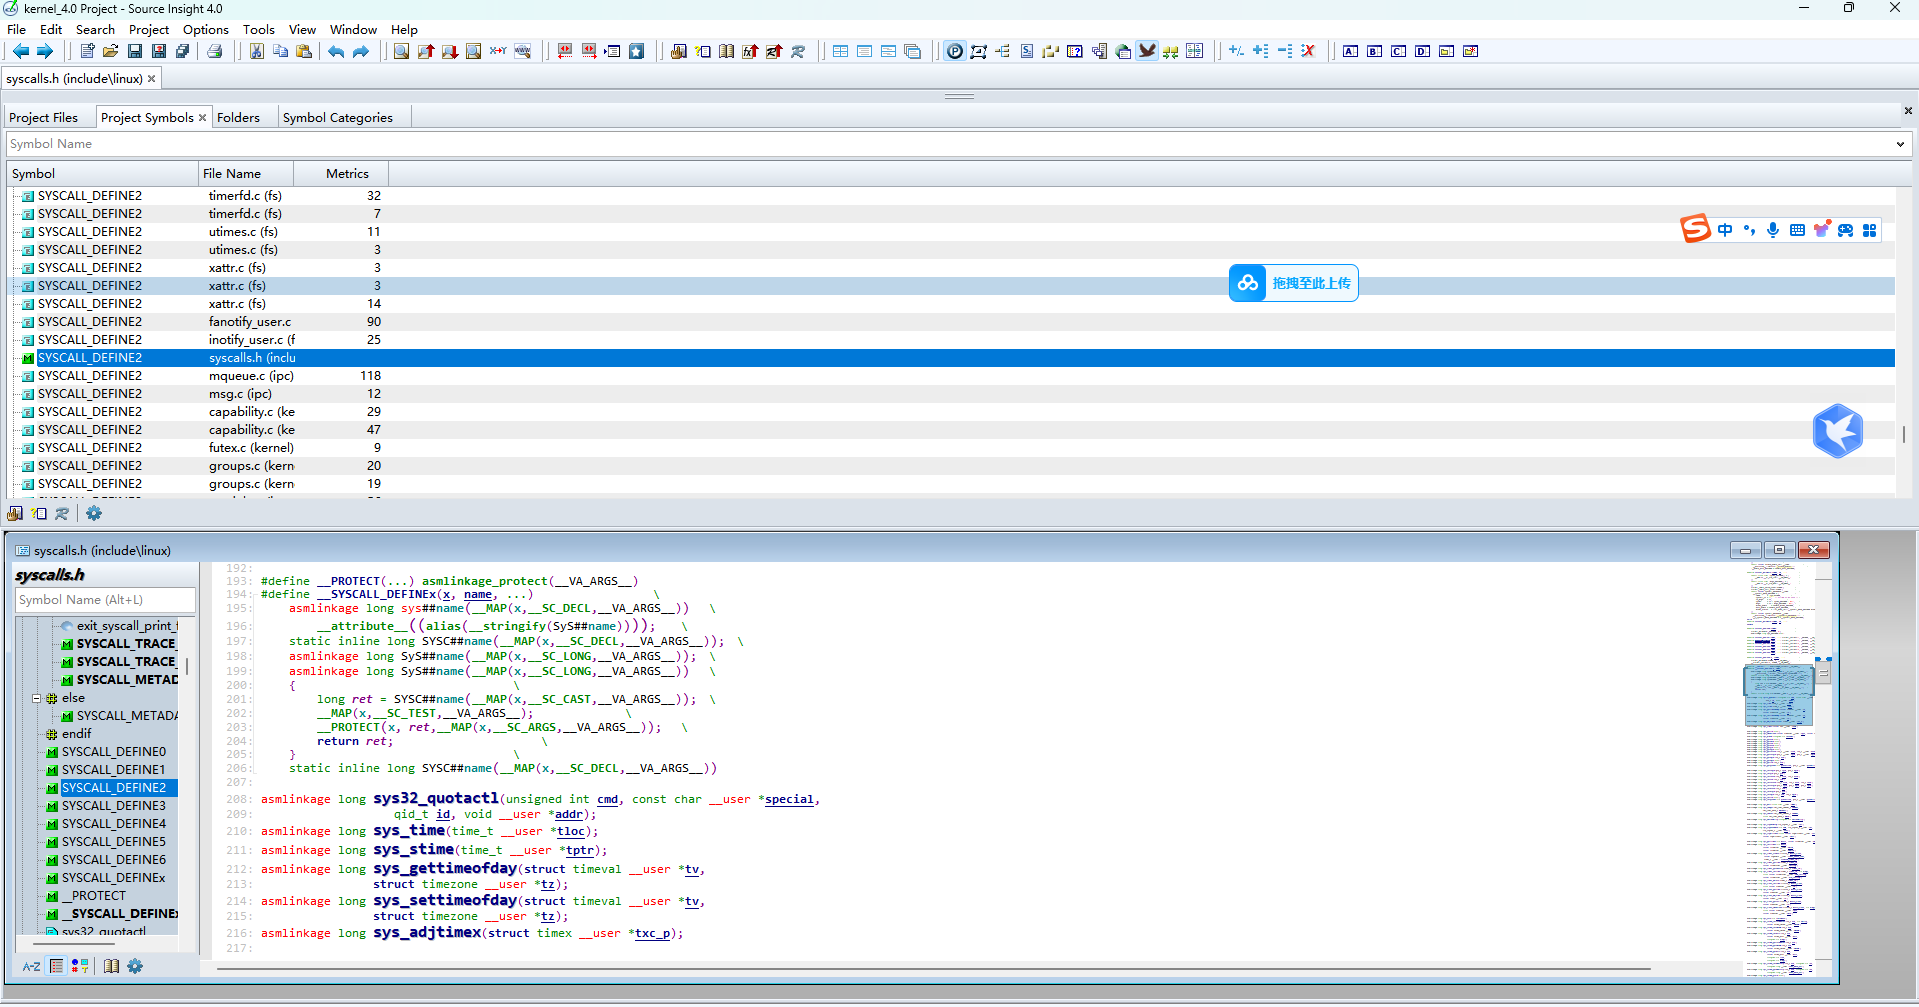 kernel_4.0 Project - Source Insight 4.0
File Edit Search Project Options Tools View Window Help
syscalls.h (include\linux)
Project Files Project Symbols Folders Symbol Categories
Symbol Name
Symbol File Name Metrics
SYSCALL_DEFINE2 timerfd.c (fs) 32
SYSCALL_DEFINE2 timerfd.c (fs) 7
SYSCALL_DEFINE2 utimes.c (fs) 11
SYSCALL_DEFINE2 utimes.c (fs) 3
SYSCALL_DEFINE2 xattr.c (fs) 3
SYSCALL_DEFINE2 xattr.c (fs) 3
SYSCALL_DEFINE2 xattr.c (fs) 14
SYSCALL_DEFINE2 fanotify_user.c 90
SYSCALL_DEFINE2 inotify_user.c (f 25
SYSCALL_DEFINE2 syscalls.h (inclu
SYSCALL_DEFINE2 mqueue.c (ipc) 118
SYSCALL_DEFINE2 msg.c (ipc) 12
SYSCALL_DEFINE2 capability.c (ke 29
SYSCALL_DEFINE2 capability.c (ke 47
SYSCALL_DEFINE2 futex.c (kernel) 9
SYSCALL_DEFINE2 groups.c (kern 20
SYSCALL_DEFINE2 groups.c (kern 19
中
拖拽至此上传
syscalls.h (include\linux)
syscalls.h
Symbol Name (Alt+L)
exit_syscall_print_f
SYSCALL_TRACE_
SYSCALL_TRACE_
SYSCALL_METAD
else
SYSCALL_METADA
endif
SYSCALL_DEFINE0
SYSCALL_DEFINE1
SYSCALL_DEFINE2
SYSCALL_DEFINE3
SYSCALL_DEFINE4
SYSCALL_DEFINE5
SYSCALL_DEFINE6
SYSCALL_DEFINEx
__PROTECT
__SYSCALL_DEFINEx
sys32_quotactl
A-Z
192:
193: #define __PROTECT(...) asmlinkage_protect(__VA_ARGS__)
194: #define __SYSCALL_DEFINEx(x, name, ...) \
195: asmlinkage long sys##name(__MAP(x,__SC_DECL,__VA_ARGS__)) \
196: __attribute__((alias(__stringify(SyS##name)))); \
197: static inline long SYSC##name(__MAP(x,__SC_DECL,__VA_ARGS__)); \
198: asmlinkage long SyS##name(__MAP(x,__SC_LONG,__VA_ARGS__)); \
199: asmlinkage long SyS##name(__MAP(x,__SC_LONG,__VA_ARGS__)) \
200: { \
201: long ret = SYSC##name(__MAP(x,__SC_CAST,__VA_ARGS__)); \
202: __MAP(x,__SC_TEST,__VA_ARGS__); \
203: __PROTECT(x, ret,__MAP(x,__SC_ARGS,__VA_ARGS__)); \
204: return ret; \
205: } \
206: static inline long SYSC##name(__MAP(x,__SC_DECL,__VA_ARGS__))
207:
208: asmlinkage long sys32_quotactl(unsigned int cmd, const char __user *special,
209: qid_t id, void __user *addr);
210: asmlinkage long sys_time(time_t __user *tloc);
211: asmlinkage long sys_stime(time_t __user *tptr);
212: asmlinkage long sys_gettimeofday(struct timeval __user *tv,
213: struct timezone __user *tz);
214: asmlinkage long sys_settimeofday(struct timeval __user *tv,
215: struct timezone __user *tz);
216: asmlinkage long sys_adjtimex(struct timex __user *txc_p);
217: